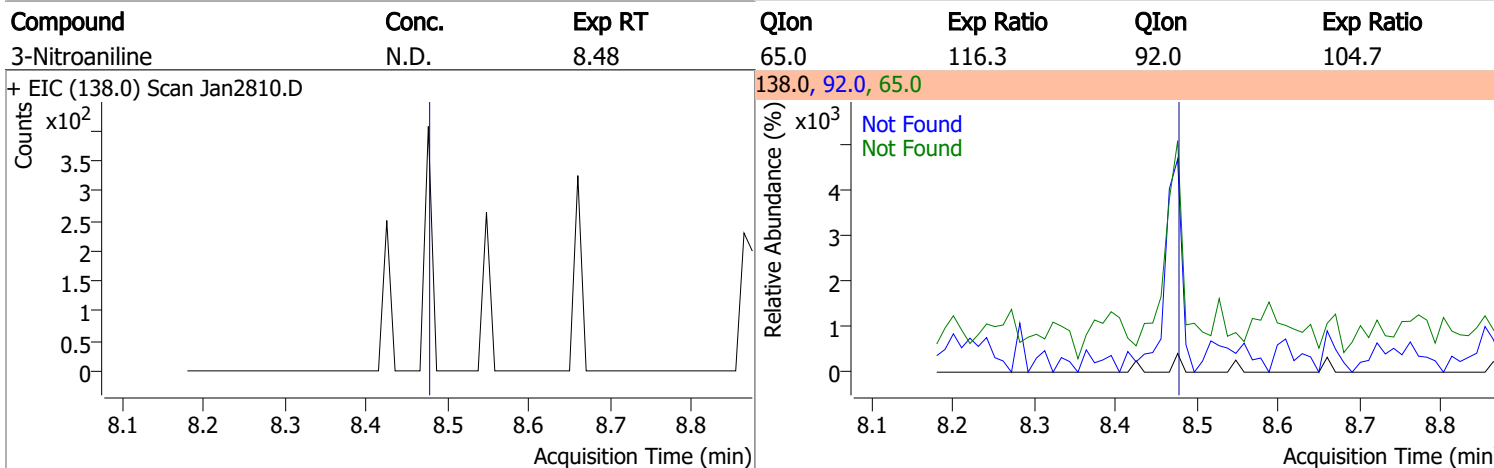 Compound Conc. Exp RT QIon Exp Ratio QIon Exp Ratio
3-Nitroaniline N.D. 8.48 65.0 116.3 92.0 104.7
+ EIC (138.0) Scan Jan2810.D
Counts
x10²
3.5
3
2.5
2
1.5
1
0.5
0
8.1 8.2 8.3 8.4 8.5 8.6 8.7 8.8
Acquisition Time (min)
138.0, 92.0, 65.0
Relative Abundance (%)
x10³
Not Found
Not Found
4
3
2
1
0
8.1 8.2 8.3 8.4 8.5 8.6 8.7 8.8
Acquisition Time (min